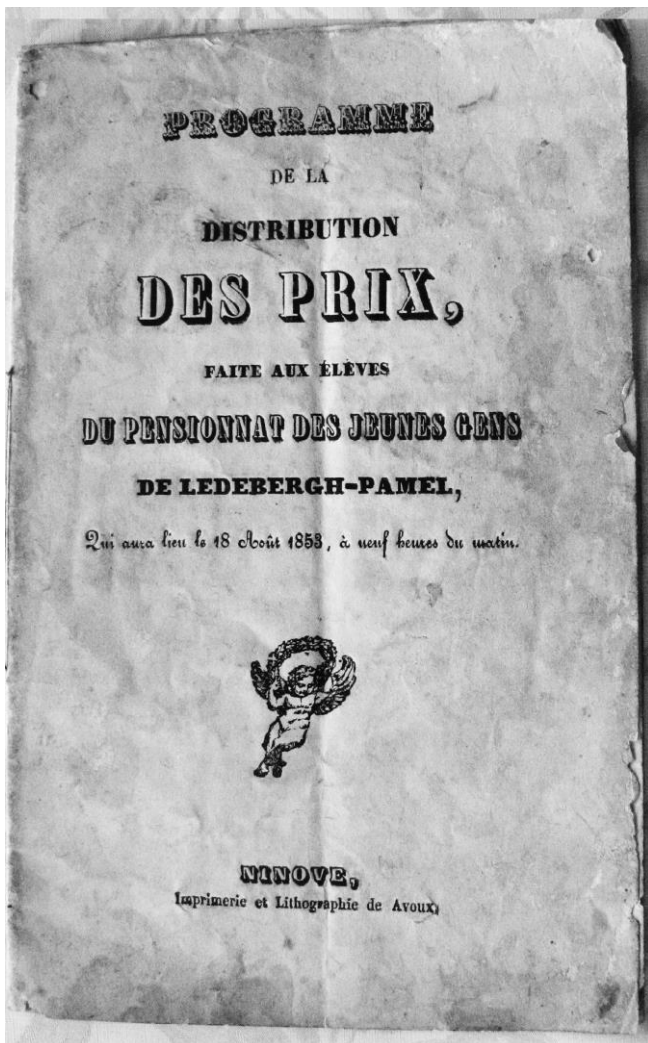 PROGRAMME
DE LA
DISTRIBUTION
DES PRIX,
FAITE AUX ÉLÈVES
DU PENSIONNAT DES JEUNES GENS
DE LEDEBERGH-PAMEL,
Qui aura lieu le 18 Août 1853, à neuf heures du matin.
NINOVE,
Imprimerie et Lithographie de Avoux,